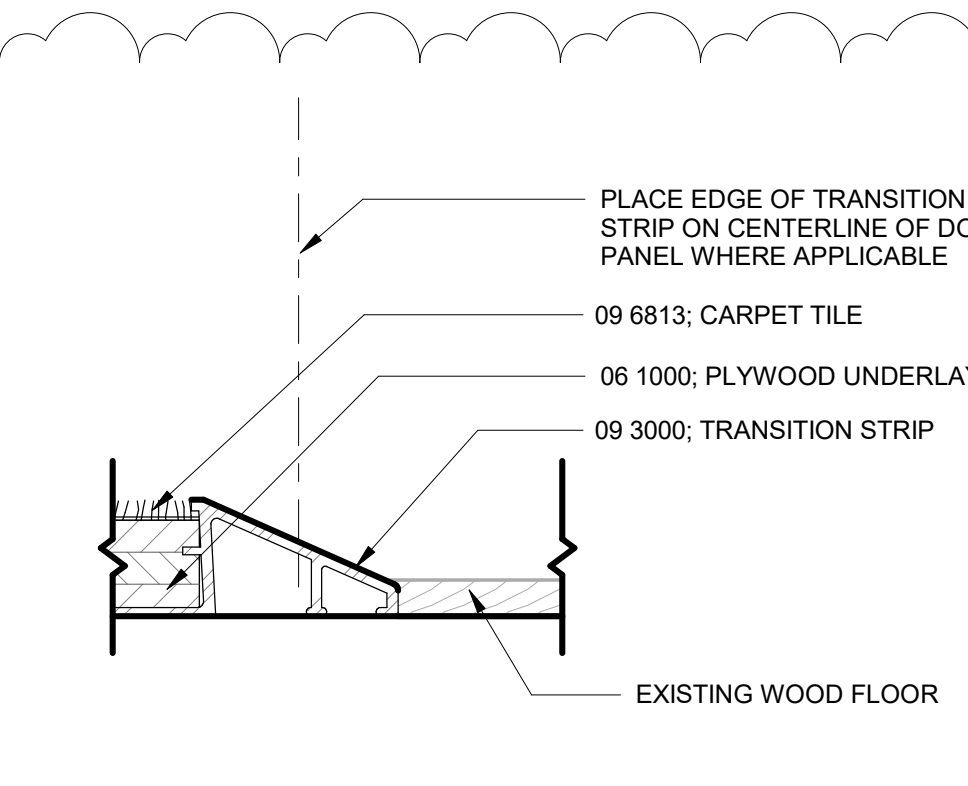 PLACE EDGE OF TRANSITION
STRIP ON CENTERLINE OF
PANEL WHERE APPLICABLE
09 6813; CARPET TILE
06 1000; PLYWOOD
09 3000; TRANSITION STRIP
EXISTING WOOD FLOOR